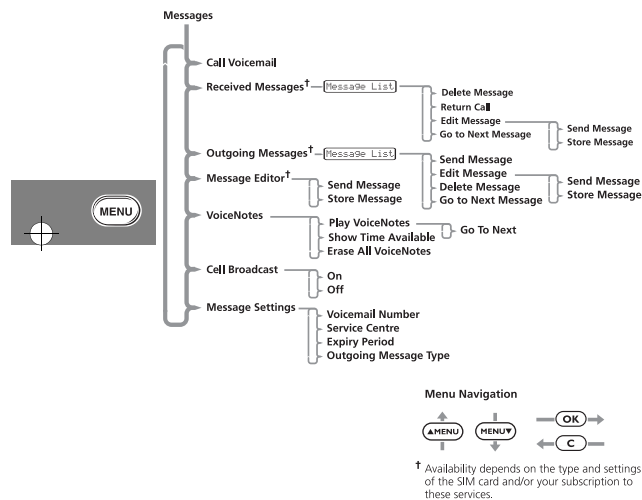 Messages
Call Voicemail
Received Messages†
Message List
Delete Message
Return Call
Edit Message
Go to Next Message
Send Message
Store Message
Outgoing Messages†
Message List
Send Message
Edit Message
Delete Message
Go to Next Message
Send Message
Store Message
Message Editor†
Send Message
Store Message
MENU
VoiceNotes
Play VoiceNotes
Show Time Available
Erase All VoiceNotes
Go To Next
Cell Broadcast
On
Off
Message Settings
Voicemail Number
Service Centre
Expiry Period
Outgoing Message Type
Menu Navigation
▲MENU
MENU▼
OK
C
† Availability depends on the type and settings
of the SIM card and/or your subscription to
these services.